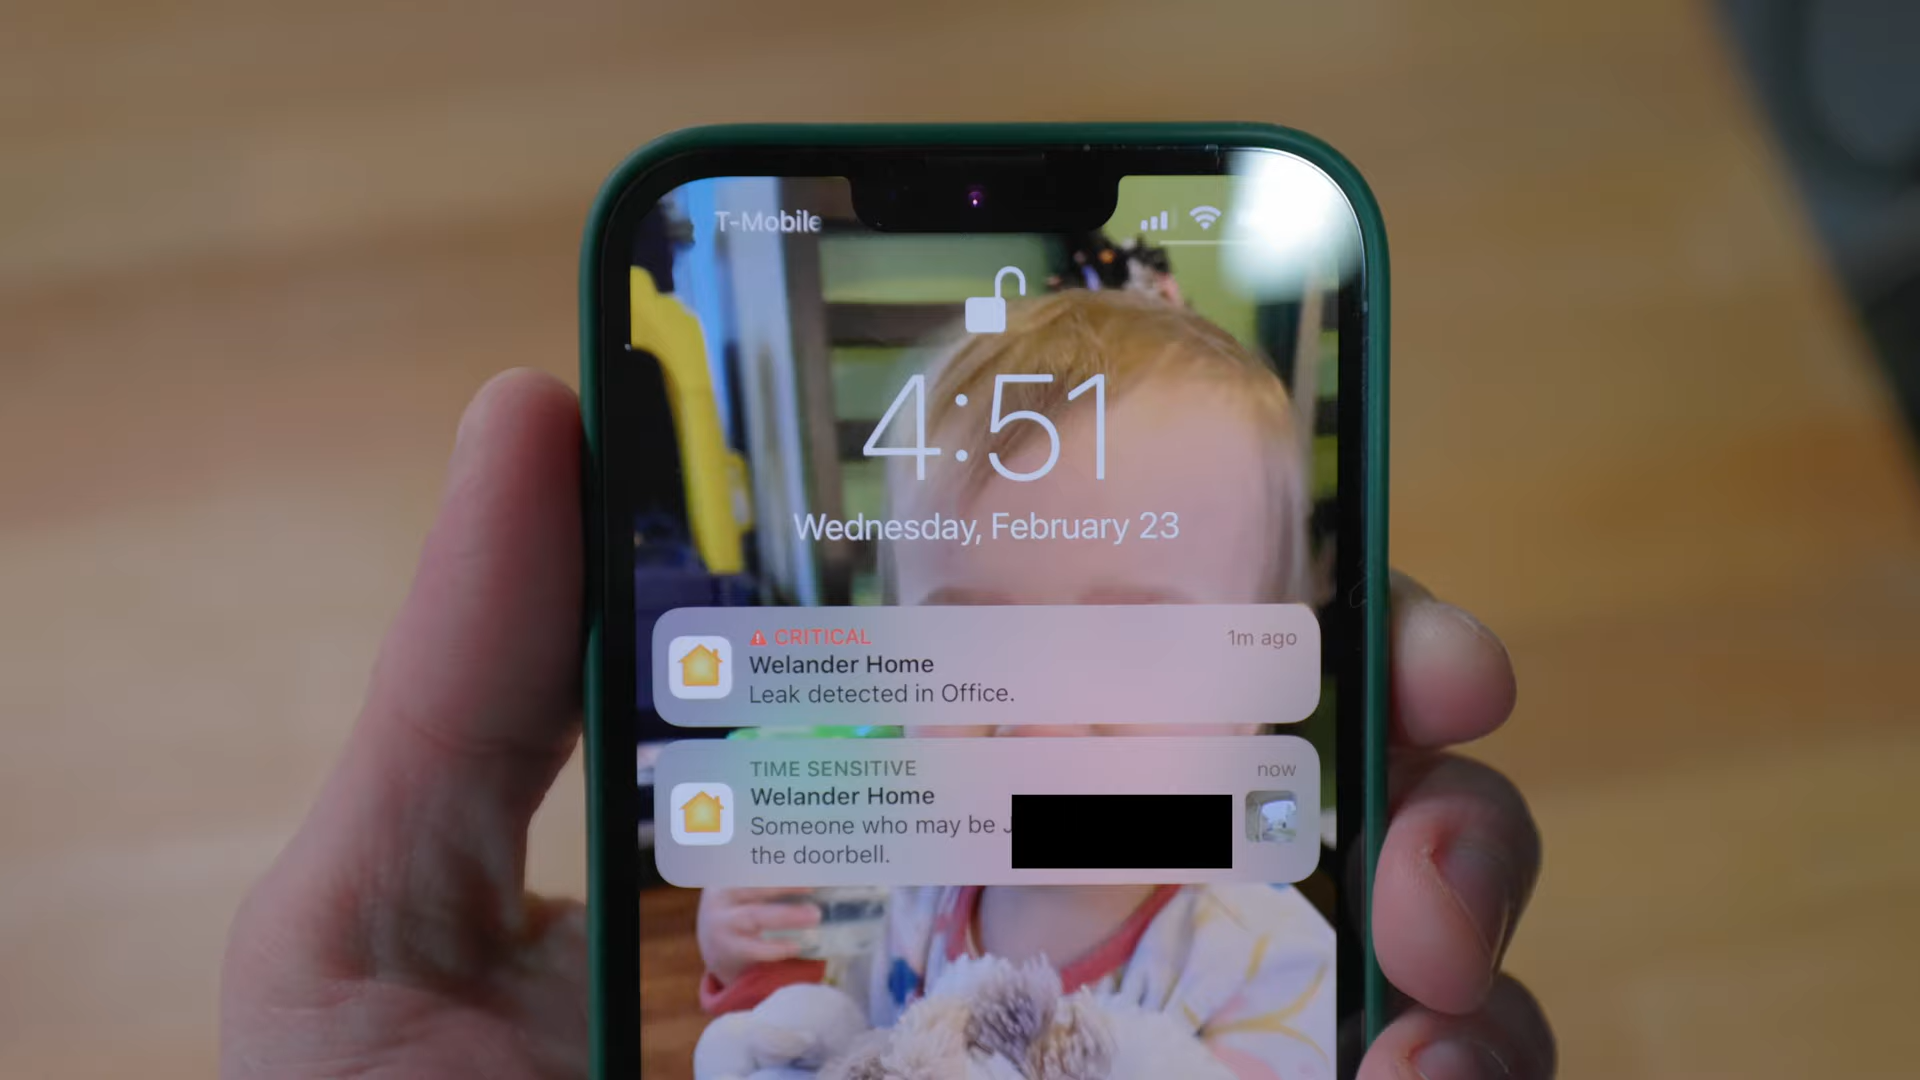 T-Mobile
4:51
Wednesday, February 23
CRITICAL
1m ago
Welander Home
Leak detected in Office.
TIME SENSITIVE
now
Welander Home
Someone who may be J
the doorbell.